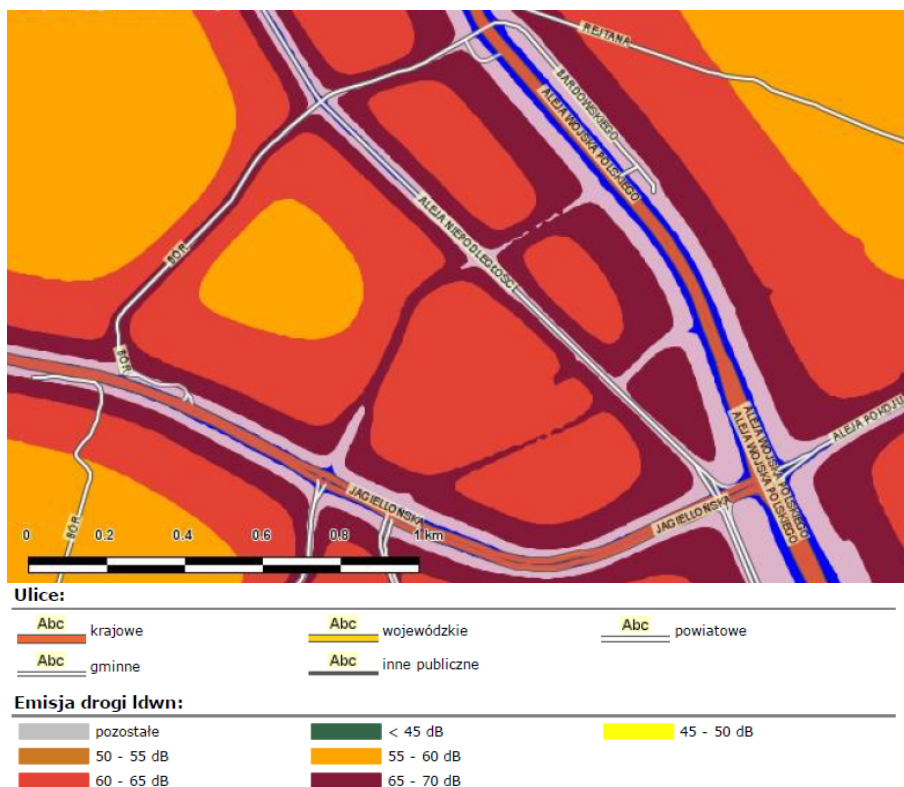 REJTANA
BARDOWSKIEGO
ALEJA WOJSKA POLSKIEGO
ALEJA NIEPODLEGŁOŚCI
BÓR
BÓR
ALEJA WOJSKA POLSKIEGO
ALEJA WOJSKA POLSKIEGO
ALEJA POKOJU
JAGIELLOŃSKA
JAGIELLOŃSKA
BÓR
0 0.2 0.4 0.6 0.8 1 km
Ulice:
Abc krajowe Abc wojewódzkie Abc powiatowe
Abc gminne Abc inne publiczne
Emisja drogi ldwn:
pozostałe < 45 dB 45 - 50 dB
50 - 55 dB 55 - 60 dB
60 - 65 dB 65 - 70 dB